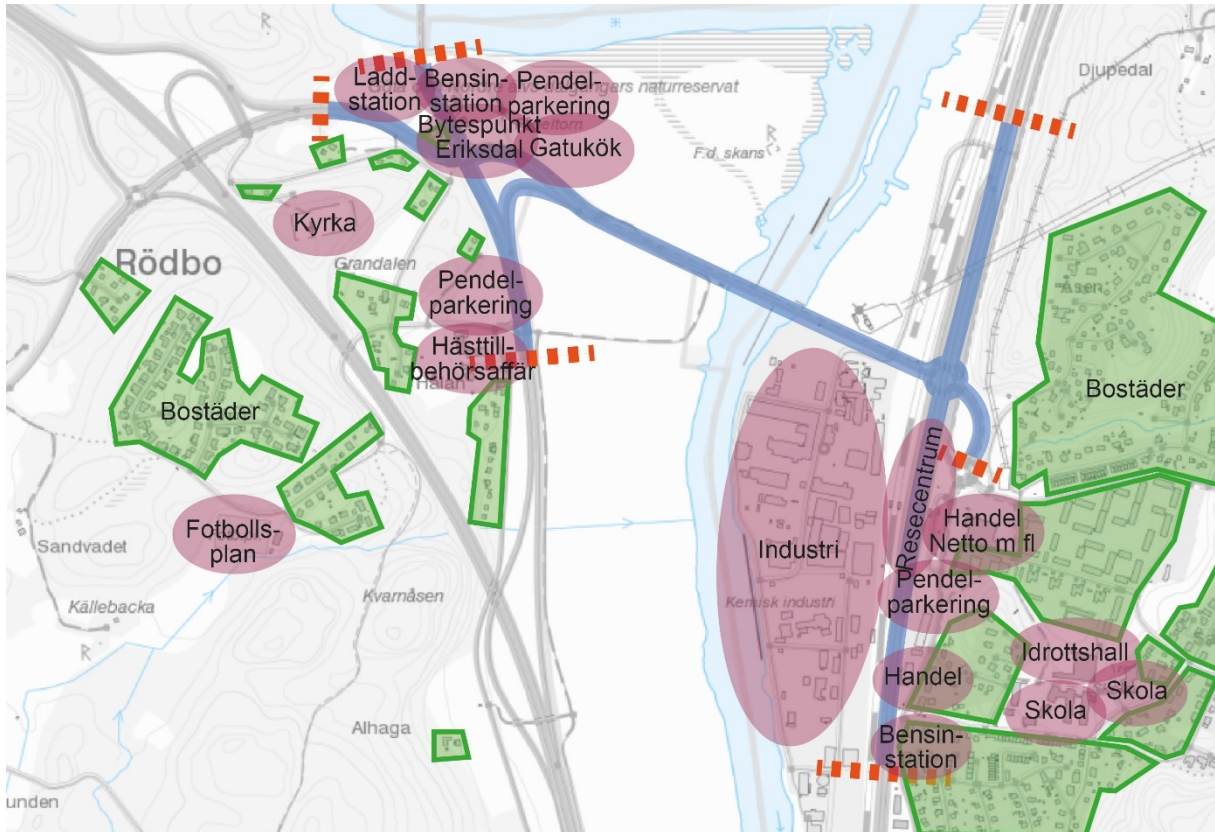 Ladd-
station
Bensin-
station
Pendel-
parkering
naturreservat
Bytespunkt
Eriksdal
Gatukök
F.d. skans
Djupedal
Kyrka
Rödbo
Grandalen
Pendel-
parkering
Hästtill-
behörsaffär
Åsen
Bostäder
Bostäder
Fotbolls-
plan
Sandvadet
Källebacka
Kvarnåsen
Industri
Kemisk industri
Resecentrum
Handel
Netto m fl
Pendel-
parkering
Idrottshall
Handel
Skola
Skola
Alhaga
Bensin-
station
unden